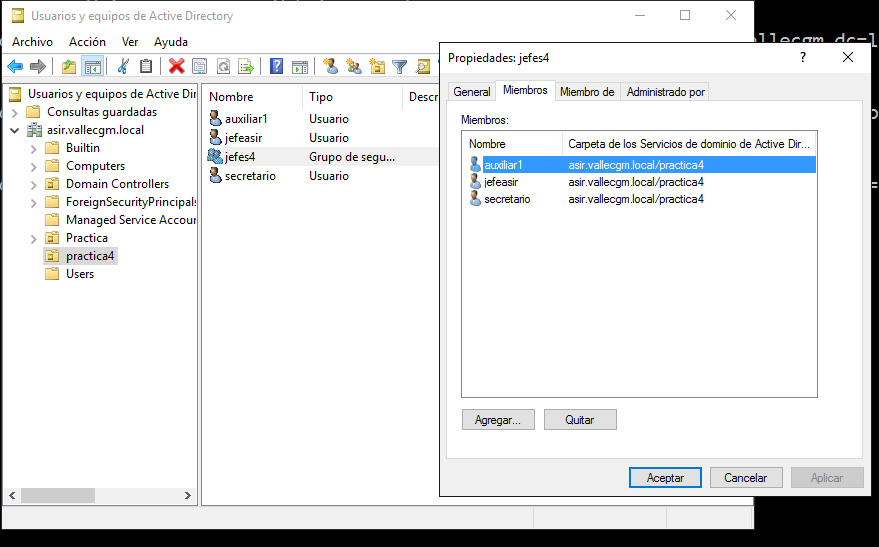 Usuarios y equipos de Active Directory
Archivo Acción Ver Ayuda
Usuarios y equipos de Active Dir
Consultas guardadas
asir.vallecgm.local
Builtin
Computers
Domain Controllers
ForeignSecurityPrincipals
Managed Service Accour
Practica
practica4
Users
Nombre Tipo Descr
auxiliar1 Usuario
jefeasir Usuario
jefes4 Grupo de segu...
secretario Usuario
allecgm,dc=l
Propiedades: jefes4
General Miembros Miembro de Administrado por
Miembros:
Nombre Carpeta de los Servicios de dominio de Active Dir...
auxiliar1 asir.vallecgm.local/practica4
jefeasir asir.vallecgm.local/practica4
secretario asir.vallecgm.local/practica4
Agregar... Quitar
Aceptar Cancelar Aplicar